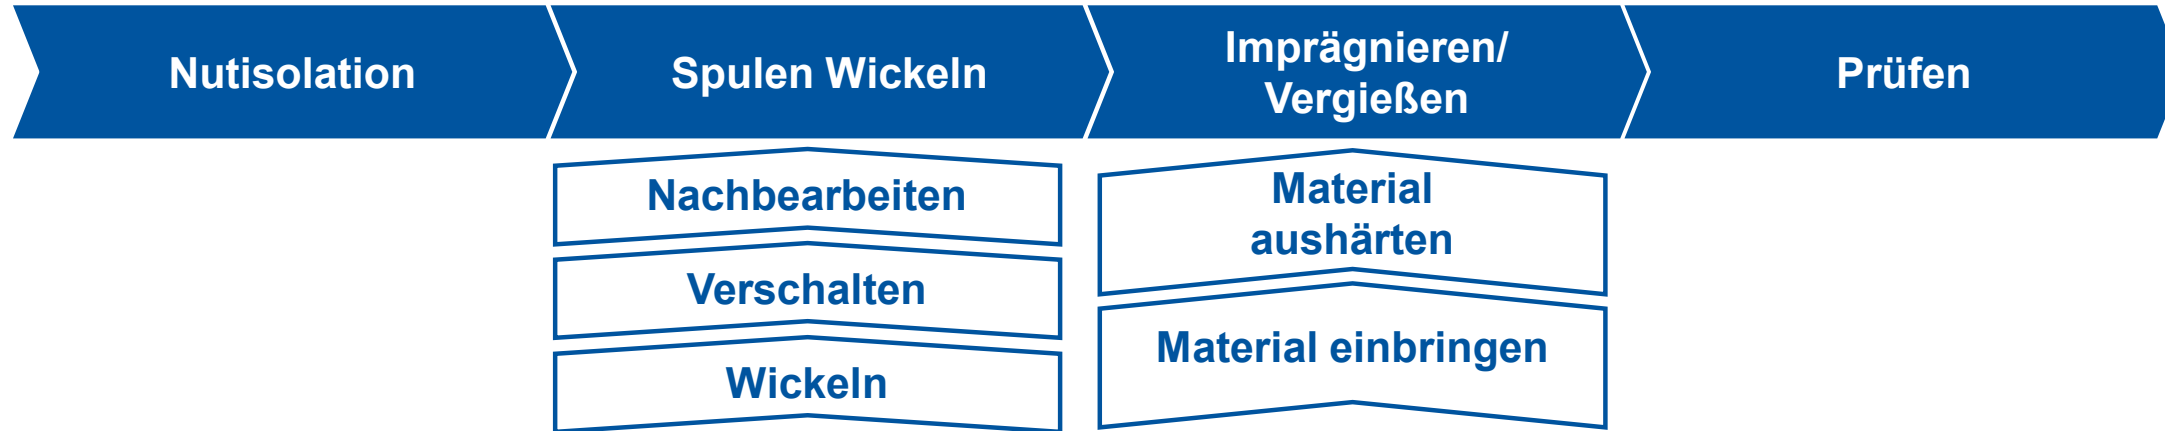 Nutisolation
Spulen Wickeln
Imprägnieren/
Vergießen
Prüfen
Nachbearbeiten
Verschalten
Wickeln
Material
aushärten
Material einbringen